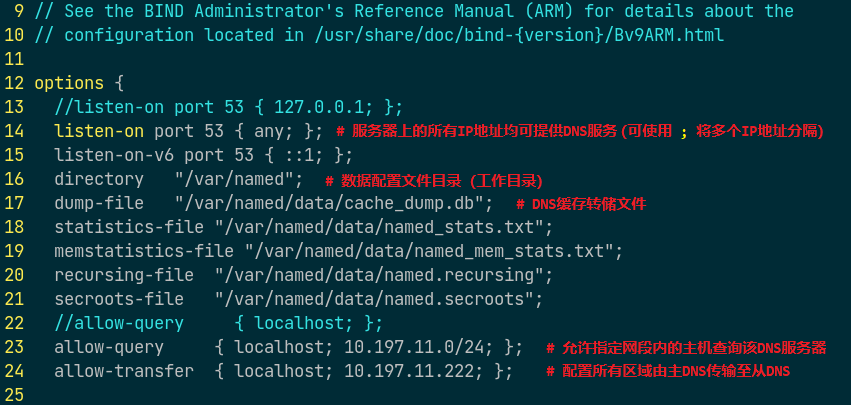 9 // See the BIND Administrator's Reference Manual (ARM) for details about the
10 // configuration located in /usr/share/doc/bind-{version}/Bv9ARM.html
11
12 options {
13 //listen-on port 53 { 127.0.0.1; };
14 listen-on port 53 { any; }; # 服务器上的所有IP地址均可提供DNS服务(可使用 ; 将多个IP地址分隔)
15 listen-on-v6 port 53 { ::1; };
16 directory "/var/named"; # 数据配置文件目录 (工作目录)
17 dump-file "/var/named/data/cache_dump.db"; # DNS缓存转储文件
18 statistics-file "/var/named/data/named_stats.txt";
19 memstatistics-file "/var/named/data/named_mem_stats.txt";
20 recursing-file "/var/named/data/named.recursing";
21 secroots-file "/var/named/data/named.secroots";
22 //allow-query { localhost; };
23 allow-query { localhost; 10.197.11.0/24; }; # 允许指定网段内的主机查询该DNS服务器
24 allow-transfer { localhost; 10.197.11.222; }; # 配置所有区域由主DNS传输至从DNS
25